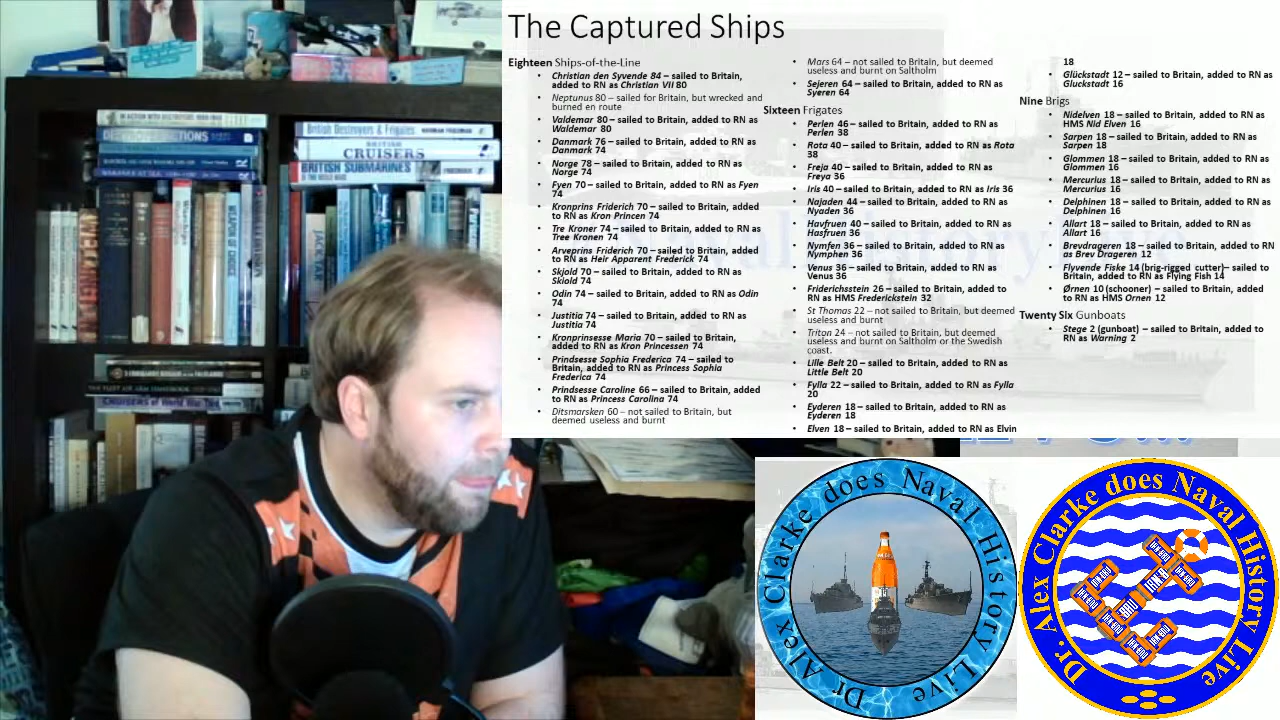 The Captured Ships
Eighteen Ships-of-the-Line
• Christian den Syvende 84 – sailed to Britain,
added to RN as Christian VII 80
• Neptunus 80 – sailed for Britain, but wrecked and
burned en route
• Valdemar 80 – sailed to Britain, added to RN as
Waldemar 80
• Danmark 76 – sailed to Britain, added to RN as
Danmark 74
• Norge 78 – sailed to Britain, added to RN as
Norge 74
• Fyen 70 – sailed to Britain, added to RN as Fyen
74
• Kronprins Friderich 70 – sailed to Britain, added
to RN as Kron Princen 74
• Tre Kroner 74 – sailed to Britain, added to RN as
Tree Kronen 74
• Arveprins Friderich 70 – sailed to Britain, added
to RN as Heir Apparent Frederick 74
• Skjold 70 – sailed to Britain, added to RN as
Skiold 74
• Odin 74 – sailed to Britain, added to RN as Odin
74
• Justitia 74 – sailed to Britain, added to RN as
Justitia 74
• Kronprinsesse Maria 70 – sailed to Britain,
added to RN as Kron Princessen 74
• Prindsesse Sophia Frederica 74 – sailed to
Britain, added to RN as Princess Sophia
Frederica 74
• Prindsesse Caroline 66 – sailed to Britain, added
to RN as Princess Carolina 74
• Ditsmarsken 60 – not sailed to Britain, but
deemed useless and burnt
• Mars 64 – not sailed to Britain, but deemed
useless and burnt on Saltholm
• Sejeren 64 – sailed to Britain, added to RN as
Syeren 64
Sixteen Frigates
• Perlen 46 – sailed to Britain, added to RN as
Perlen 38
• Rota 40 – sailed to Britain, added to RN as Rota
38
• Freja 40 – sailed to Britain, added to RN as
Freya 36
• Iris 40 – sailed to Britain, added to RN as Iris 36
• Najaden 44 – sailed to Britain, added to RN as
Nyaden 36
• Havfruen 40 – sailed to Britain, added to RN as
Hasfruen 36
• Nymfen 36 – sailed to Britain, added to RN as
Nymphen 36
• Venus 36 – sailed to Britain, added to RN as
Venus 36
• Friderichsstein 26 – sailed to Britain, added to
RN as HMS Frederickstein 32
• St Thomas 22 – not sailed to Britain, but deemed
useless and burnt
• Triton 24 – not sailed to Britain, but deemed
useless and burnt on Saltholm or the Swedish
coast.
• Lille Belt 20 – sailed to Britain, added to RN as
Little Belt 20
• Fylla 22 – sailed to Britain, added to RN as Fylla
20
• Eyderen 18 – sailed to Britain, added to RN as
Eyderen 18
• Elven 18 – sailed to Britain, added to RN as Elvin
18
• Glückstadt 12 – sailed to Britain, added to RN as
Gluckstadt 16
Nine Brigs
• Nidelven 18 – sailed to Britain, added to RN as
HMS Nid Elven 16
• Sarpen 18 – sailed to Britain, added to RN as
Sarpen 18
• Glommen 18 – sailed to Britain, added to RN as
Glommen 16
• Mercurius 18 – sailed to Britain, added to RN as
Mercurius 16
• Delphinen 18 – sailed to Britain, added to RN as
Delphinen 16
• Allart 18 – sailed to Britain, added to RN as
Allart 16
• Brevdrageren 18 – sailed to Britain, added to RN
as Brev Drageren 12
• Flyvende Fiske 14 (brig-rigged cutter)– sailed to
Britain, added to RN as Flying Fish 14
• Ørnen 10 (schooner) – sailed to Britain, added
to RN as HMS Ornen 12
Twenty Six Gunboats
• Stege 2 (gunboat) – sailed to Britain, added to
RN as Warning 2
British Destroyers & Frigates
BRITISH
CRUISERS
BRITISH SUBMARINES
Dr Alex Clarke does Naval History Live
Dr. Alex Clarke does Naval History Live